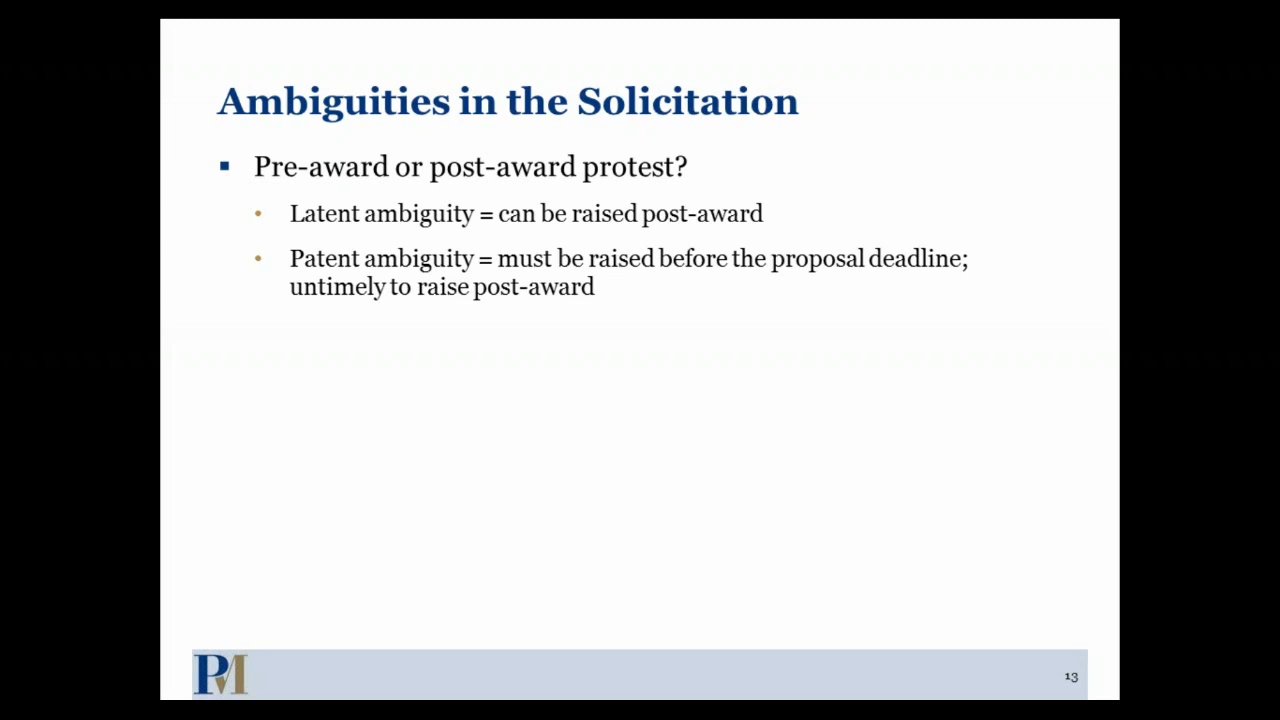 Ambiguities in the Solicitation
Pre-award or post-award protest?
Latent ambiguity = can be raised post-award
Patent ambiguity = must be raised before the proposal deadline;
untimely to raise post-award
PM
13